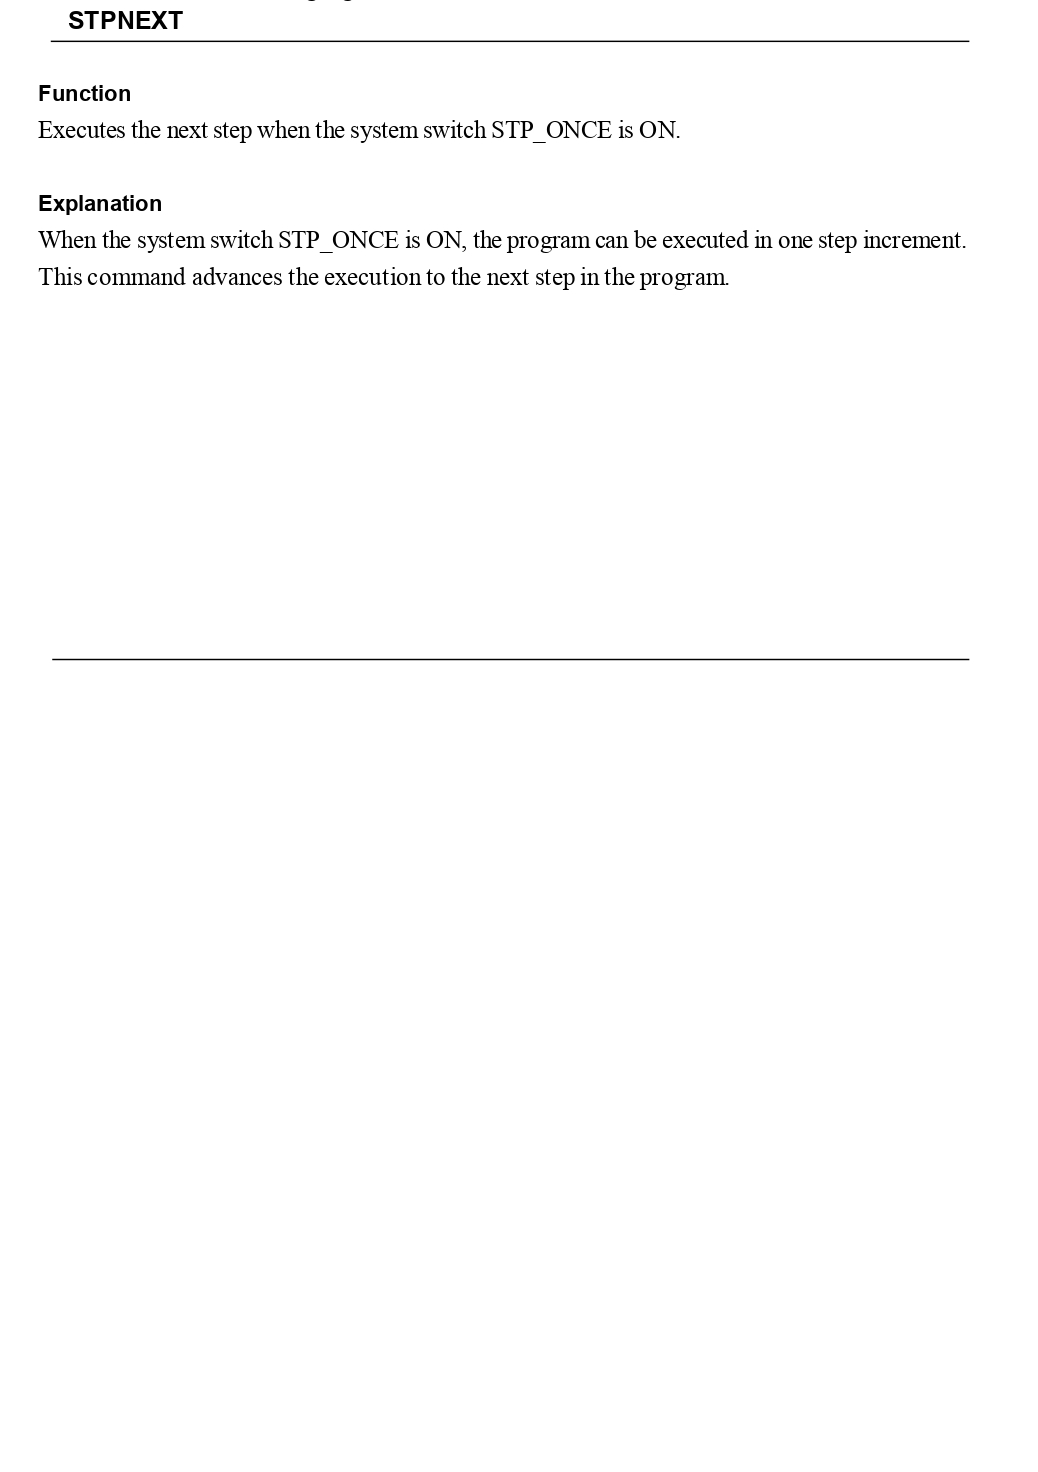 STPNEXT
Function
Executes the next step when the system switch STP_ONCE is ON.
Explanation
When the system switch STP_ONCE is ON, the program can be executed in one step increment.
This command advances the execution to the next step in the program.